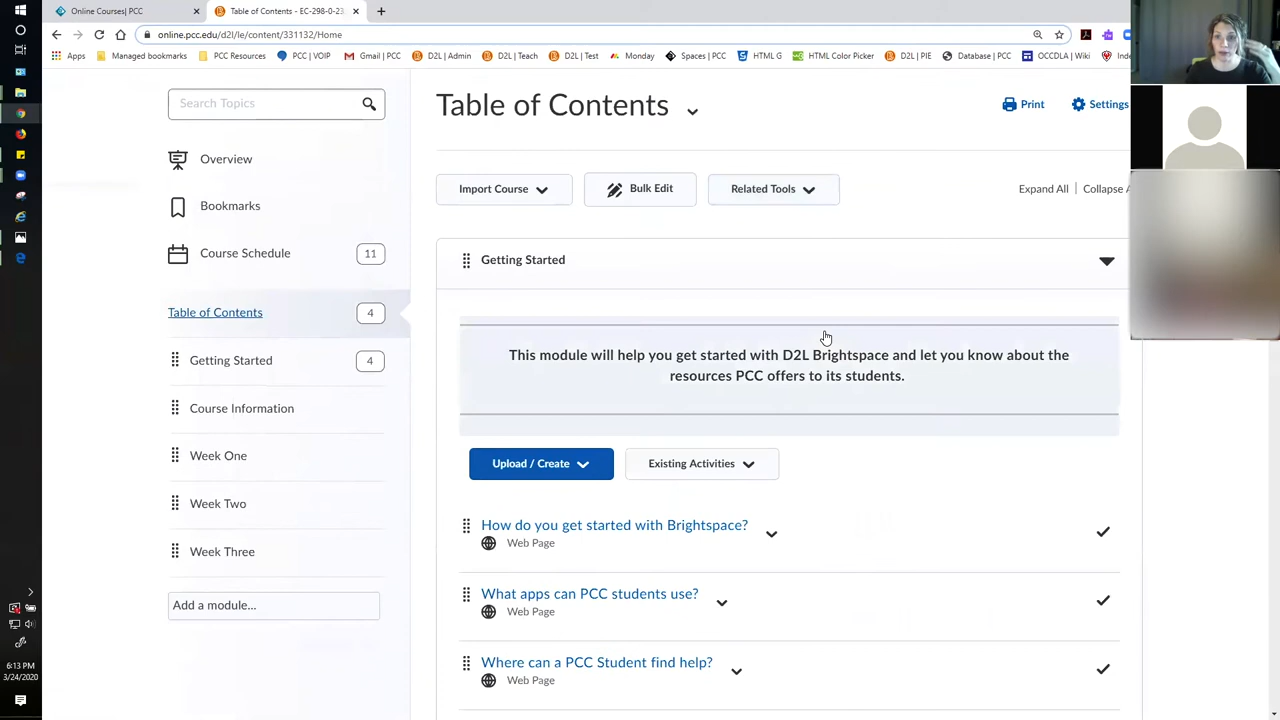 Online Courses| PCC
Table of Contents - EC-298-0-23
online.pcc.edu/d2l/le/content/331132/Home
Apps
Managed bookmarks
PCC Resources
PCC | VOIP
Gmail | PCC
D2L | Admin
D2L | Teach
D2L | Test
Monday
Spaces | PCC
HTML G
HTML Color Picker
D2L | PIE
Database | PCC
OCCDLA | Wiki
Search Topics
Overview
Bookmarks
Course Schedule
11
Table of Contents
4
Getting Started
4
Course Information
Week One
Week Two
Week Three
Add a module...
Table of Contents
Print
Settings
Import Course
Bulk Edit
Related Tools
Expand All
Collapse A
Getting Started
This module will help you get started with D2L Brightspace and let you know about the
resources PCC offers to its students.
Upload / Create
Existing Activities
How do you get started with Brightspace?
Web Page
What apps can PCC students use?
Web Page
Where can a PCC Student find help?
Web Page
6:13 PM
3/24/2020